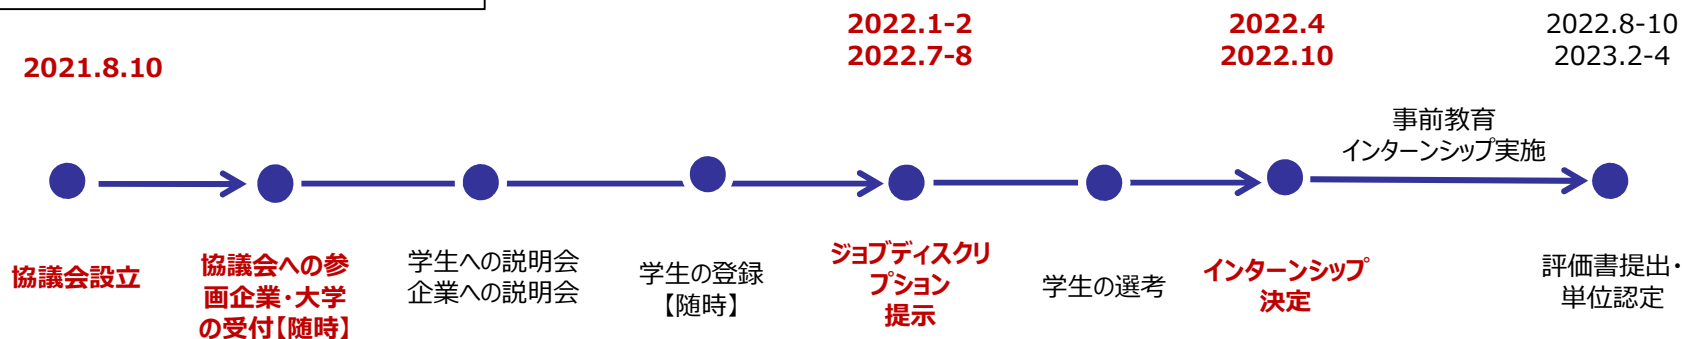 2021.8.10
2022.1-2
2022.7-8
2022.4
2022.10
2022.8-10
2023.2-4
事前教育
インターンシップ実施
協議会設立
協議会への参
画企業・大学
の受付【随時】
学生への説明会
企業への説明会
学生の登録
【随時】
ジョブディスクリ
プション
提示
学生の選考
インターンシップ
決定
評価書提出・
単位認定